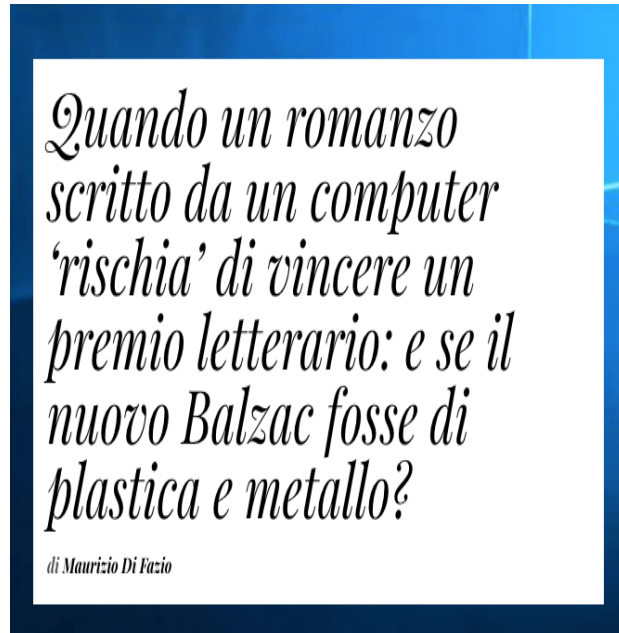 Quando un romanzo
scritto da un computer
‘rischia’ di vincere un
premio letterario: e se il
nuovo Balzac fosse di
plastica e metallo?
di Maurizio Di Fazio